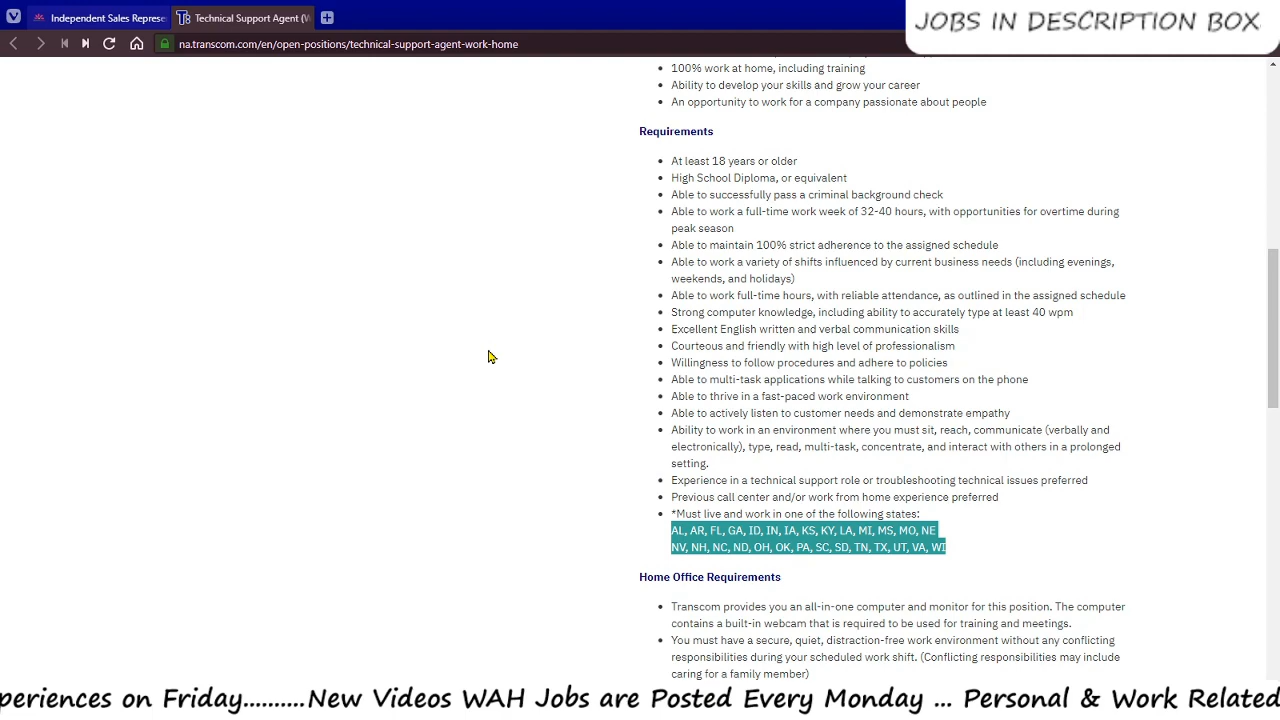 Independent Sales Represe
Technical Support Agent (W
JOBS IN DESCRIPTION BOX
na.transcom.com/en/open-positions/technical-support-agent-work-home
100% work at home, including training
Ability to develop your skills and grow your career
An opportunity to work for a company passionate about people
Requirements
At least 18 years or older
High School Diploma, or equivalent
Able to successfully pass a criminal background check
Able to work a full-time work week of 32-40 hours, with opportunities for overtime during
peak season
Able to maintain 100% strict adherence to the assigned schedule
Able to work a variety of shifts influenced by current business needs (including evenings,
weekends, and holidays)
Able to work full-time hours, with reliable attendance, as outlined in the assigned schedule
Strong computer knowledge, including ability to accurately type at least 40 wpm
Excellent English written and verbal communication skills
Courteous and friendly with high level of professionalism
Willingness to follow procedures and adhere to policies
Able to multi-task applications while talking to customers on the phone
Able to thrive in a fast-paced work environment
Able to actively listen to customer needs and demonstrate empathy
Ability to work in an environment where you must sit, reach, communicate (verbally and
electronically), type, read, multi-task, concentrate, and interact with others in a prolonged
setting.
Experience in a technical support role or troubleshooting technical issues preferred
Previous call center and/or work from home experience preferred
*Must live and work in one of the following states:
AL, AR, FL, GA, ID, IN, IA, KS, KY, LA, MI, MS, MO, NE
NV, NH, NC, ND, OH, OK, PA, SC, SD, TN, TX, UT, VA, WI
Home Office Requirements
Transcom provides you an all-in-one computer and monitor for this position. The computer
contains a built-in webcam that is required to be used for training and meetings.
You must have a secure, quiet, distraction-free work environment without any conflicting
responsibilities during your scheduled work shift. (Conflicting responsibilities may include
caring for a family member)
periences on Friday..........New Videos WAH Jobs are Posted Every Monday ... Personal & Work Related